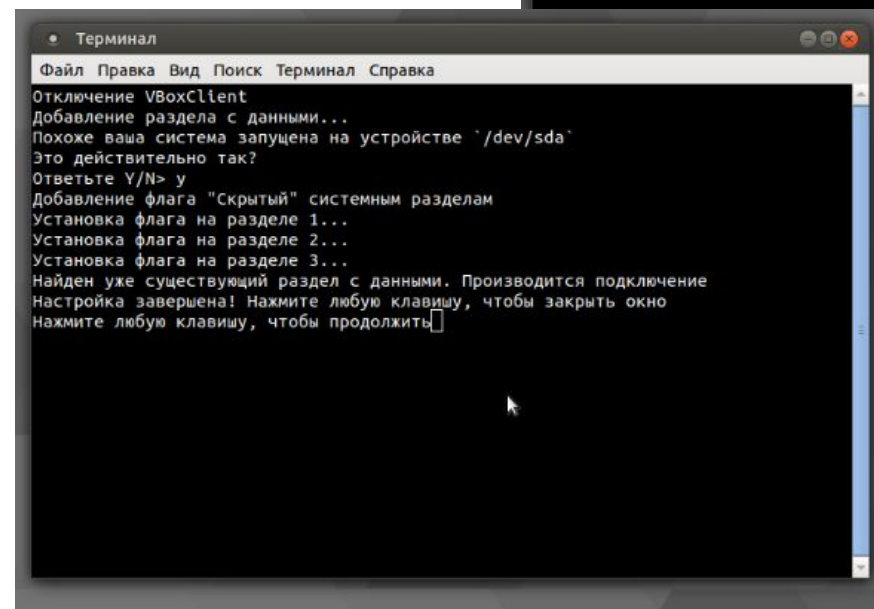 Терминал
Файл Правка Вид Поиск Терминал Справка
Отключение VBoxClient
Добавление раздела с данными...
Похоже ваша система запущена на устройстве `/dev/sda`
Это действительно так?
Ответьте Y/N> y
Добавление флага "Скрытый" системным разделам
Установка флага на разделе 1...
Установка флага на разделе 2...
Установка флага на разделе 3...
Найден уже существующий раздел с данными. Производится подключение
Настройка завершена! Нажмите любую клавишу, чтобы закрыть окно
Нажмите любую клавишу, чтобы продолжить